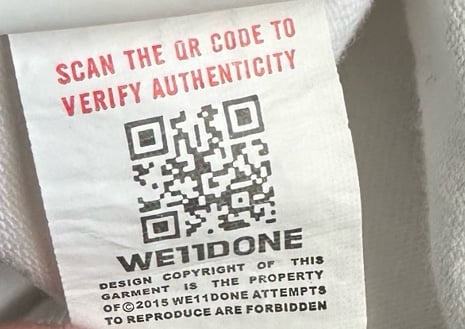 SCAN THE QR CODE TO
VERIFY AUTHENTICITY
WE11DONE
DESIGN COPYRIGHT OF THIS
GARMENT IS THE PROPERTY
OF©2015 WE11DONE ATTEMPTS
TO REPRODUCE ARE FORBIDDEN